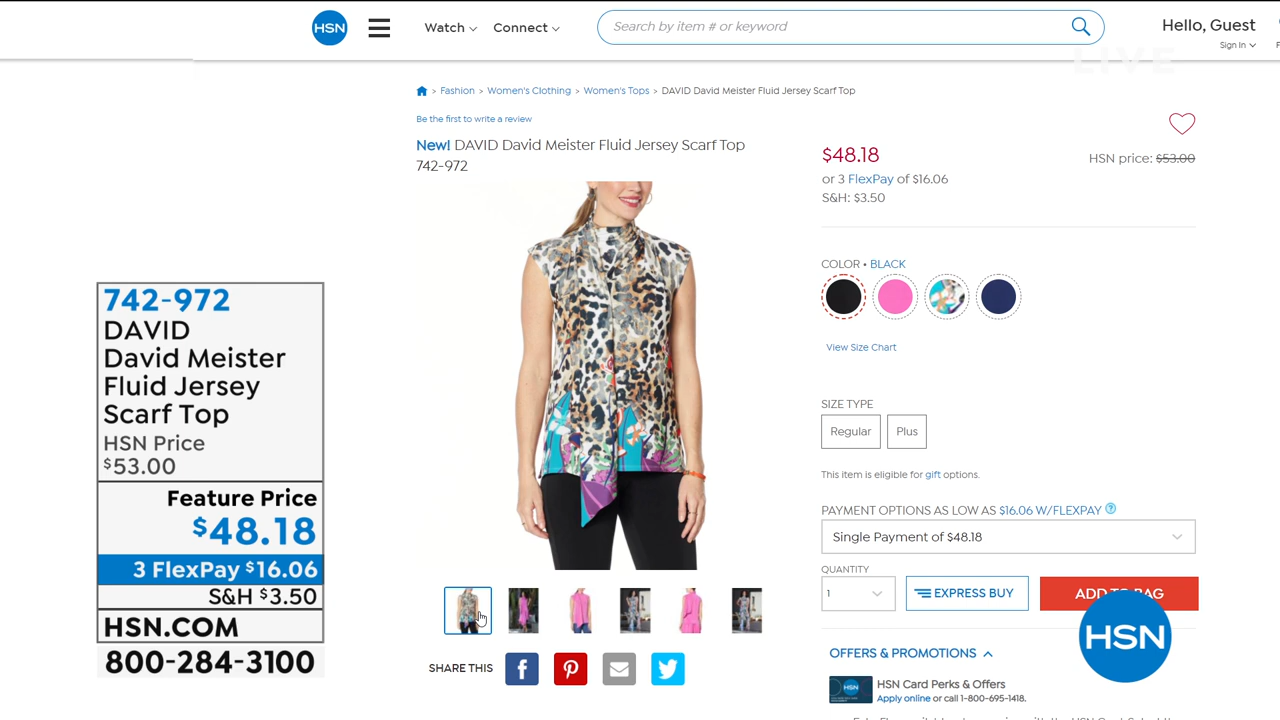 HSN
Watch
Connect
Search by item # or keyword
Hello, Guest
Sign In
LIVE
> Fashion > Women's Clothing > Women's Tops > DAVID David Meister Fluid Jersey Scarf Top
Be the first to write a review
New! DAVID David Meister Fluid Jersey Scarf Top
742-972
$48.18
HSN price: $53.00
or 3 FlexPay of $16.06
S&H: $3.50
COLOR • BLACK
View Size Chart
SIZE TYPE
Regular
Plus
This item is eligible for gift options.
PAYMENT OPTIONS AS LOW AS $16.06 W/FLEXPAY ?
Single Payment of $48.18
QUANTITY
1
EXPRESS BUY
ADD TO BAG
OFFERS & PROMOTIONS
HSN
HSN Card Perks & Offers
Apply online or call 1-800-695-1418.
SHARE THIS
742-972
DAVID
David Meister
Fluid Jersey
Scarf Top
HSN Price
$53.00
Feature Price
$48.18
3 FlexPay $16.06
S&H $3.50
HSN.COM
800-284-3100
HSN